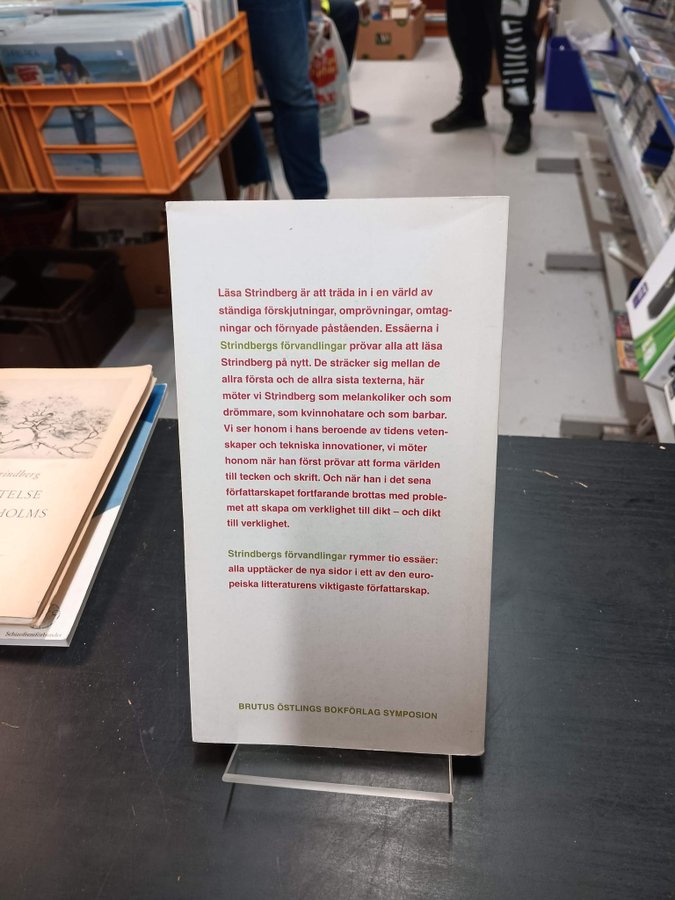 Läsa Strindberg är att träda in i en värld av
ständiga förskjutningar, omprövningar, omtag-
ningar och förnyade påståenden. Essäerna i
Strindbergs förvandlingar prövar alla att läsa
Strindberg på nytt. De sträcker sig mellan de
allra första och de allra sista texterna, här
möter vi Strindberg som melankoliker och som
drömmare, som kvinnohatare och som barbar.
Vi ser honom i hans beroende av tidens veten-
skaper och tekniska innovationer, vi möter
honom när han först prövar att forma världen
till tecken och skrift. Och när han i det sena
författarskapet fortfarande brottas med proble-
met att skapa om verklighet till dikt – och dikt
till verklighet.
Strindbergs förvandlingar rymmer tio essäer:
alla upptäcker de nya sidor i ett av den euro-
peiska litteraturens viktigaste författarskap.
BRUTUS ÖSTLINGS BOKFÖRLAG SYMPOSION
rindberg
TELSE
HOLMS